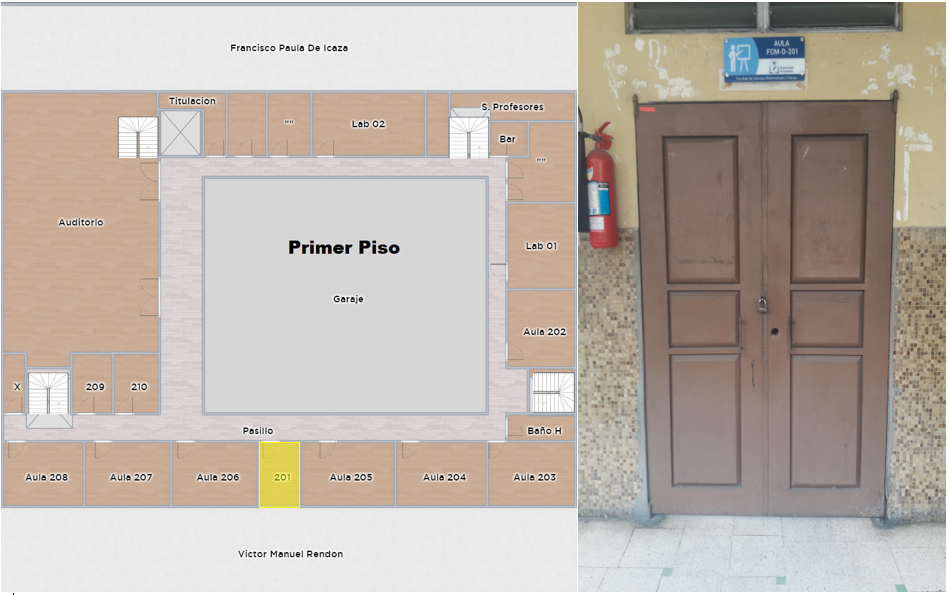 Francisco Paula De Icaza
Titulacion
""
Lab 02
S. Profesores
Bar
""
Auditorio
Primer Piso
Garaje
Lab 01
Aula 202
X
209
210
Pasillo
Baño H
Aula 208
Aula 207
Aula 206
201
Aula 205
Aula 204
Aula 203
Víctor Manuel Rendon
AULA
FCM-D-201